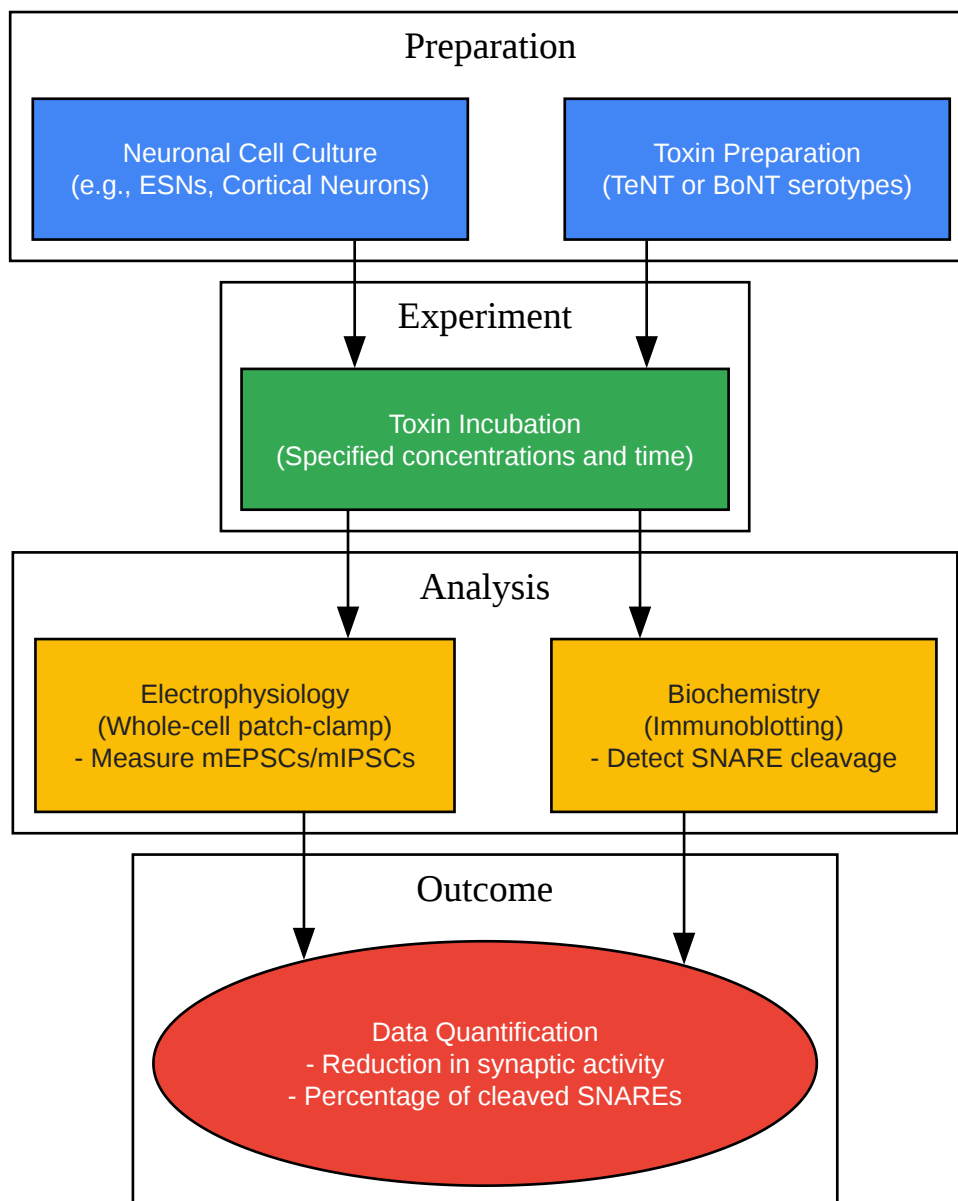 Preparation
Neuronal Cell Culture
(e.g., ESNs, Cortical Neurons)
Toxin Preparation
(TeNT or BoNT serotypes)
Experiment
Toxin Incubation
(Specified concentrations and time)
Analysis
Electrophysiology
(Whole-cell patch-clamp)
- Measure mEPSCs/mIPSCs
Biochemistry
(Immunoblotting)
- Detect SNARE cleavage
Outcome
Data Quantification
- Reduction in synaptic activity
- Percentage of cleaved SNAREs